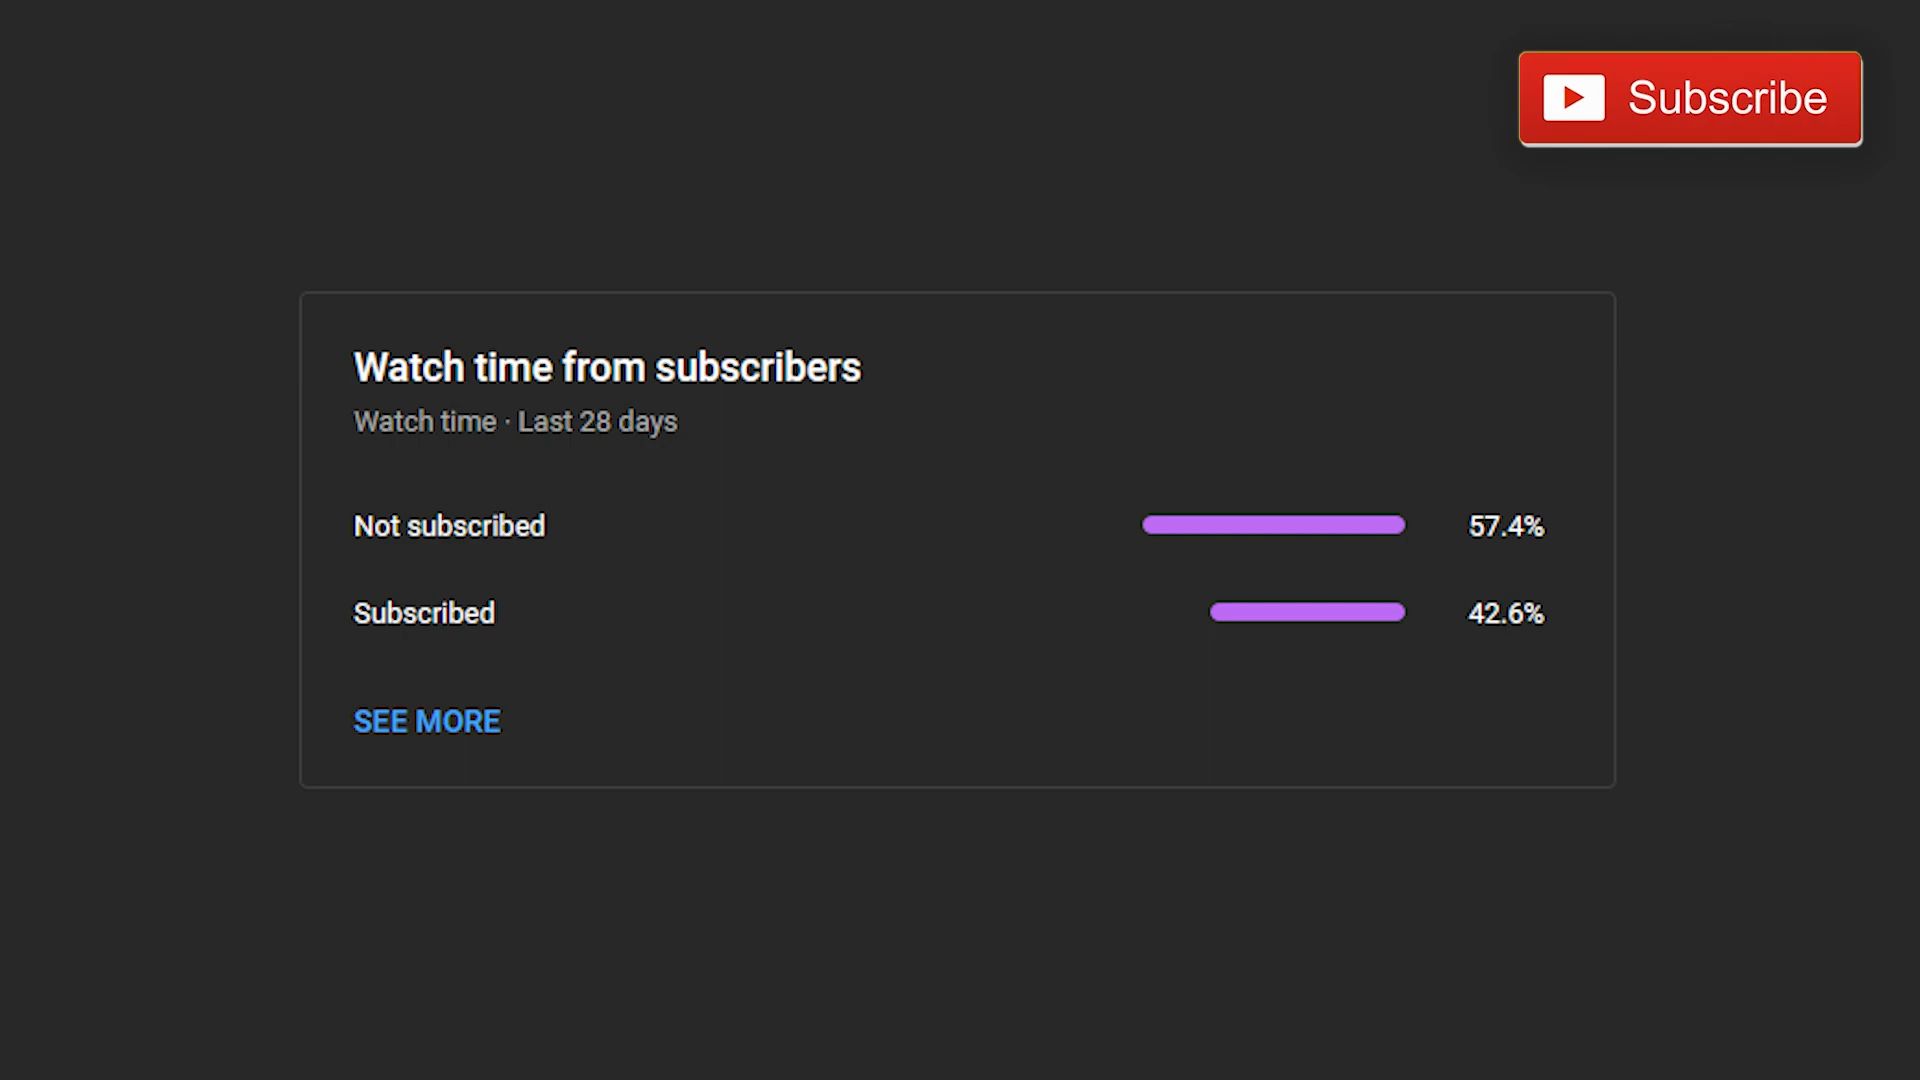 Subscribe
Watch time from subscribers
Watch time · Last 28 days
Not subscribed 57.4%
Subscribed 42.6%
SEE MORE